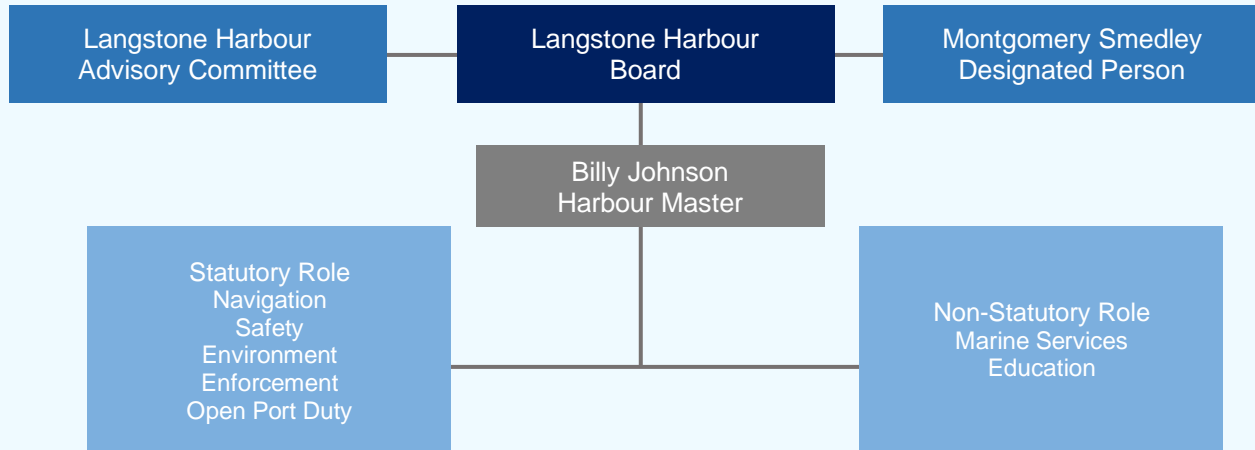 Langstone Harbour
Advisory Committee
Langstone Harbour
Board
Montgomery Smedley
Designated Person
Billy Johnson
Harbour Master
Statutory Role
Navigation
Safety
Environment
Enforcement
Open Port Duty
Non-Statutory Role
Marine Services
Education